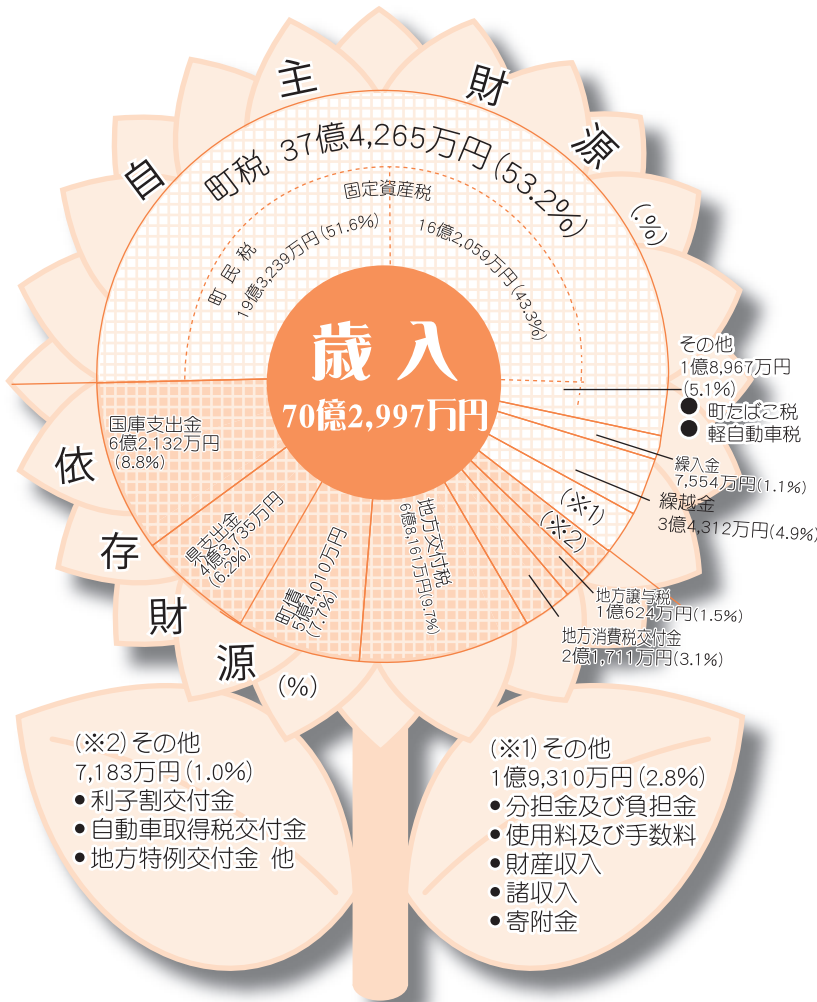 自主財源(.%)
町税 37億4,265万円(53.2%)
固定資産税
16億2,059万円(43.3%)
町民税
19億3,239万円(51.6%)
歳入
70億2,997万円
その他
1億8,967万円
(5.1%)
● 町たばこ税
● 軽自動車税
繰入金
7,554万円(1.1%)
繰越金
3億4,312万円(4.9%)
(※1)
(※2)
地方譲与税
1億624万円(1.5%)
地方消費税交付金
2億1,711万円(3.1%)
地方交付税
6億8,161万円(9.7%)
町債
5億4,010万円
(7.7%)
県支出金
4億3,735万円
(6.2%)
国庫支出金
6億2,132万円
(8.8%)
依存財源(%)
(※2)その他
7,183万円(1.0%)
•利子割交付金
•自動車取得税交付金
•地方特例交付金 他
(※1)その他
1億9,310万円(2.8%)
•分担金及び負担金
•使用料及び手数料
•財産収入
•諸収入
•寄附金